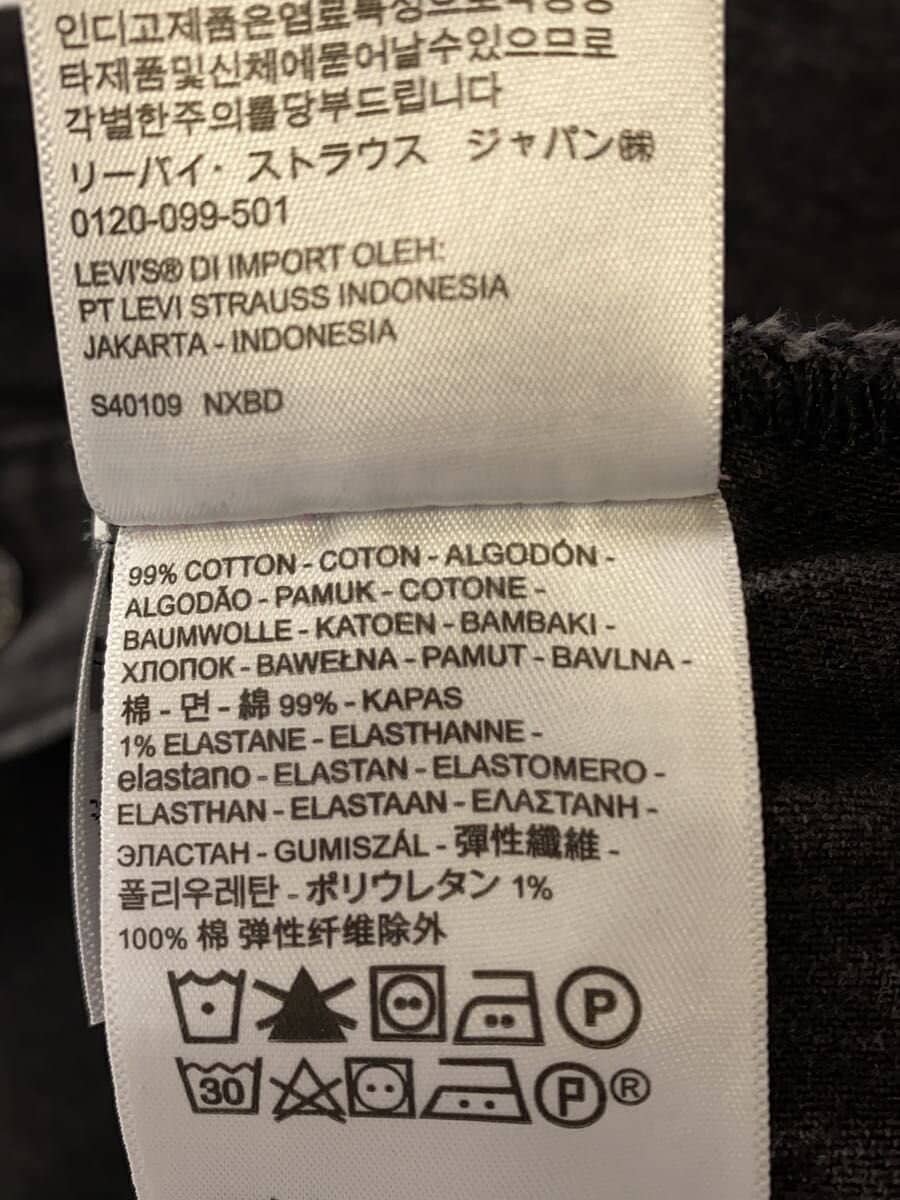 인디고제품은염료특성으로
타제품및신체에묻어날수있으므로
각별한주의를당부드립니다
リーバイ・ストラウス ジャパン㈱
0120-099-501
LEVI'S® DI IMPORT OLEH:
PT LEVI STRAUSS INDONESIA
JAKARTA - INDONESIA
S40109 NXBD
99% COTTON - COTON - ALGODÓN -
ALGODÃO - PAMUK - COTONE -
BAUMWOLLE - KATOEN - BAMBAKI -
ХЛОПОК - BAWEŁNA - PAMUT - BAVLNA -
棉 - 면 - 綿 99% - KAPAS
1% ELASTANE - ELASTHANNE -
elastano - ELASTAN - ELASTOMERO -
ELASTHAN - ELASTAAN - ΕΛΑΣΤΑΝΗ -
ЭЛАСТАН - GUMISZÁL - 彈性纖維 -
폴리우레탄 - ポリウレタン 1%
100% 棉 弹性纤维除外
P
30 P ®